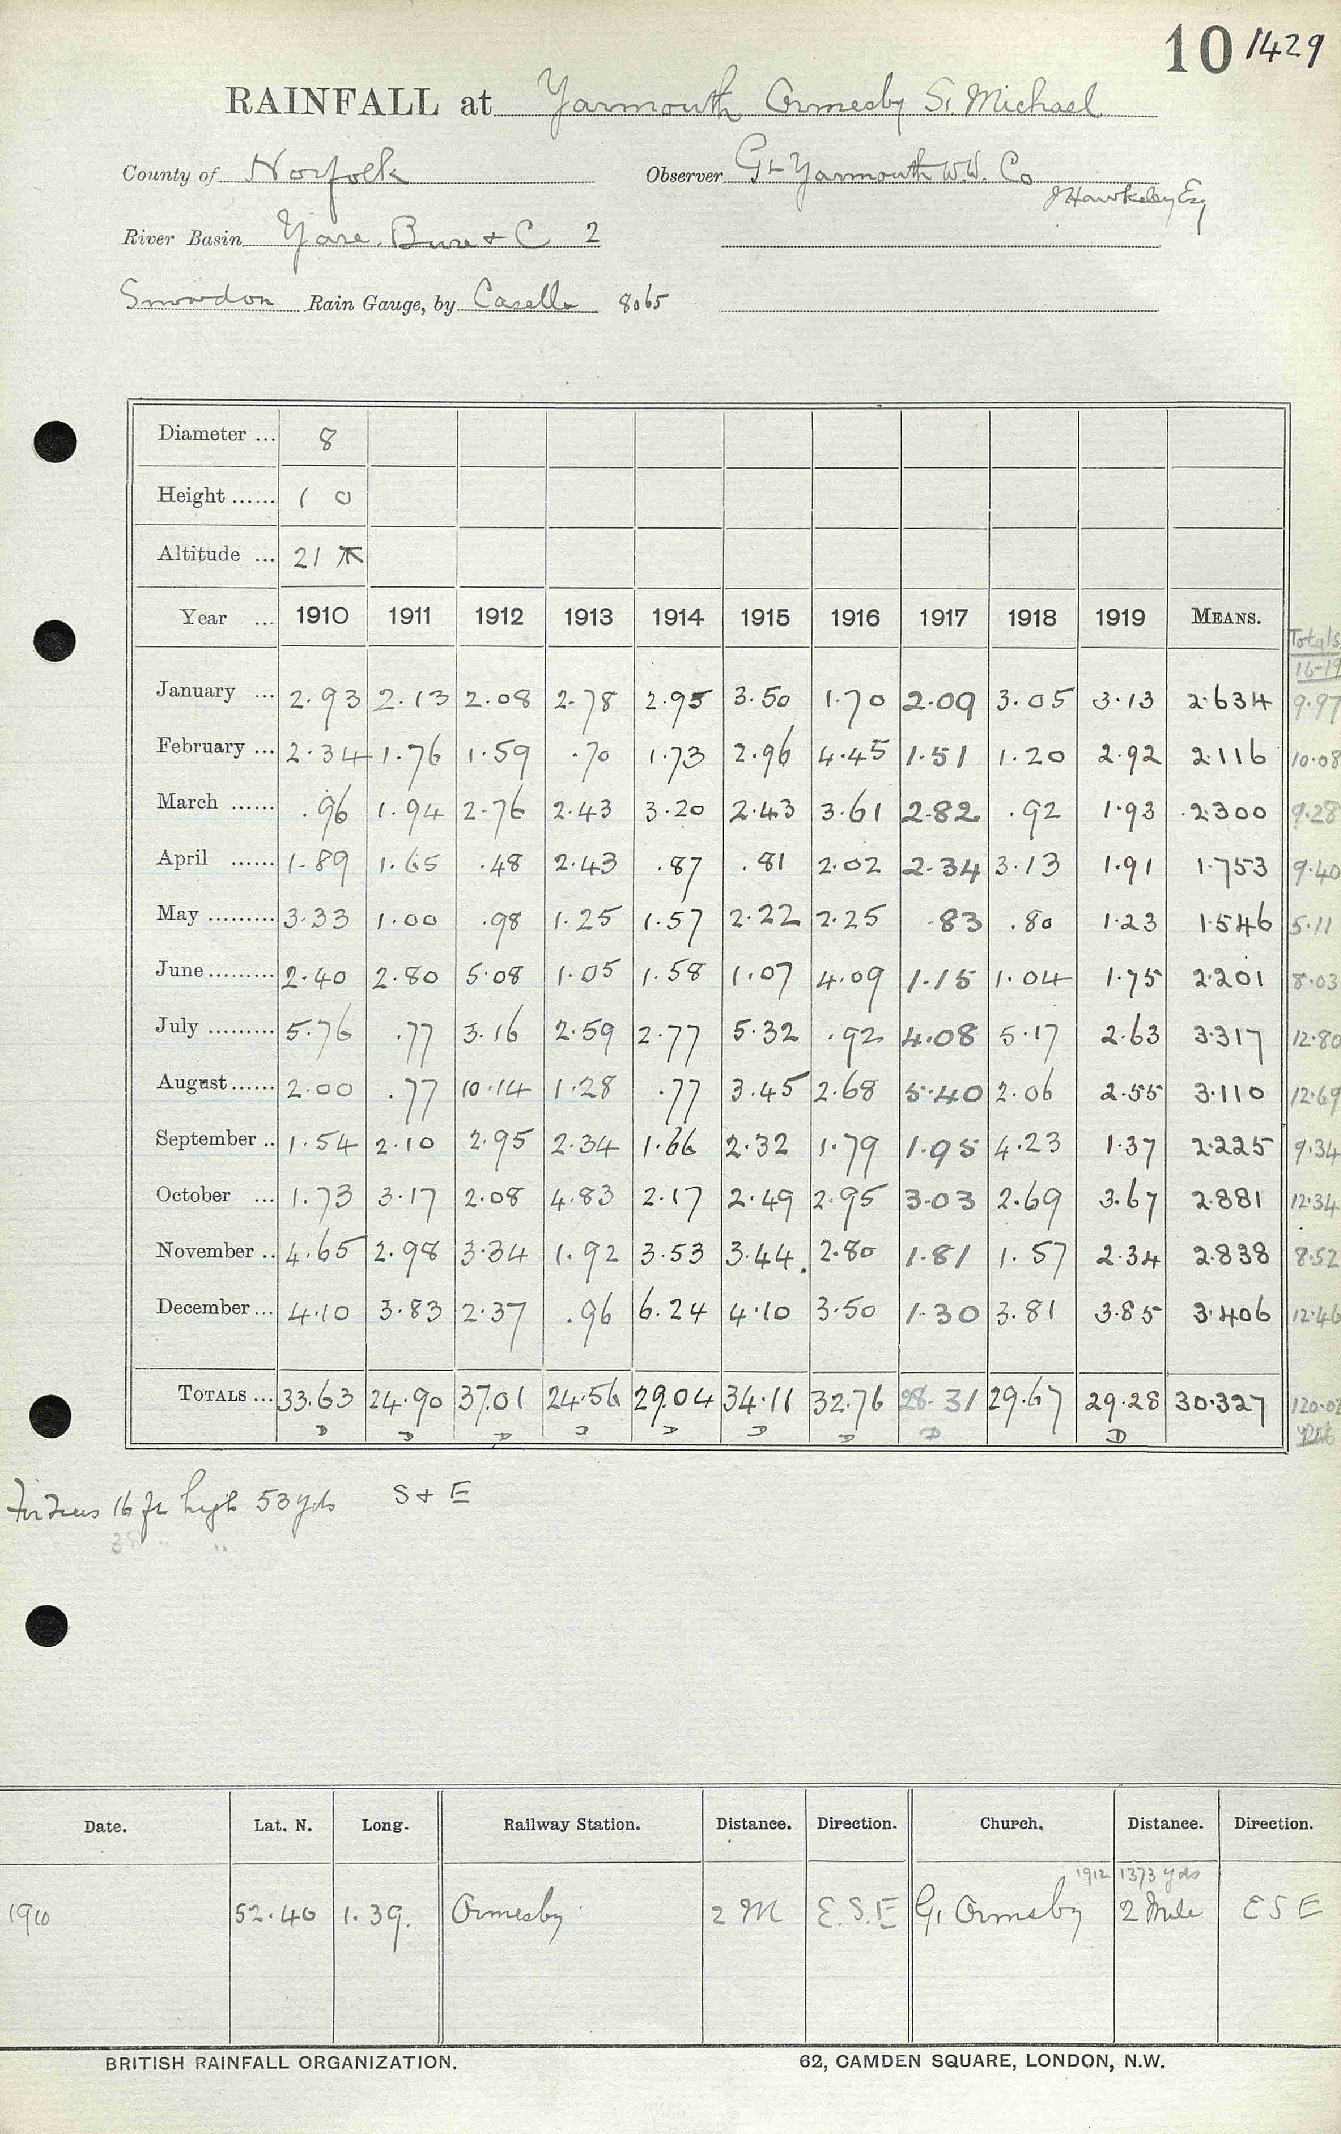 10 1429
RAINFALL at Yarmouth Ormesby St. Michael
County of Norfolk Observer Gt Yarmouth W.W. Co
J Hawksley Esq
River Basin Yare, Bure & C 2
Snowdon Rain Gauge, by Casella 8065
Diameter ... 8
Height ...... 1 0
Altitude ... 21
Year ... 1910 1911 1912 1913 1914 1915 1916 1917 1918 1919 MEANS. Totals
16-19
January ... 2.93 2.13 2.08 2.78 2.95 3.50 1.70 2.09 3.05 3.13 2.634 9.97
February ... 2.34 1.76 1.59 .70 1.73 2.96 4.45 1.51 1.20 2.92 2.116 10.08
March ...... .96 1.94 2.76 2.43 3.20 2.43 3.61 2.82 .92 1.93 2.300 9.28
April ...... 1.89 1.65 .48 2.43 .87 .81 2.02 2.34 3.13 1.91 1.753 9.40
May ......... 3.33 1.00 .98 1.25 1.57 2.22 2.25 .83 .80 1.23 1.546 5.11
June ......... 2.40 2.80 5.08 1.05 1.58 1.07 4.09 1.15 1.04 1.75 2.201 8.03
July ......... 5.76 .77 3.16 2.59 2.77 5.32 .92 4.08 5.17 2.63 3.317 12.80
August ...... 2.00 .77 10.14 1.28 .77 3.45 2.68 5.40 2.06 2.55 3.110 12.69
September .. 1.54 2.10 2.95 2.34 1.66 2.32 1.79 1.95 4.23 1.37 2.225 9.34
October ... 1.73 3.17 2.08 4.83 2.17 2.49 2.95 3.03 2.69 3.67 2.881 12.34
November .. 4.65 2.98 3.34 1.92 3.53 3.44 2.80 1.81 1.57 2.34 2.838 8.52
December ... 4.10 3.83 2.37 .96 6.24 4.10 3.50 1.30 3.81 3.85 3.406 12.46
TOTALS ... 33.63 24.90 37.01 24.56 29.04 34.11 32.76 28.31 29.67 29.28 30.327 120.02
D D D D D D D D D
Fir Trees 16 ft high 53 yds S & E
38 " "
Date. Lat. N. Long. Railway Station. Distance. Direction. Church. Distance. Direction.
1912 1373 yds
1910 52.40 1.39. Ormesby 2 M E.S.E Gt Ormsby 2 Mile E S E
BRITISH RAINFALL ORGANIZATION. 62, CAMDEN SQUARE, LONDON, N.W.